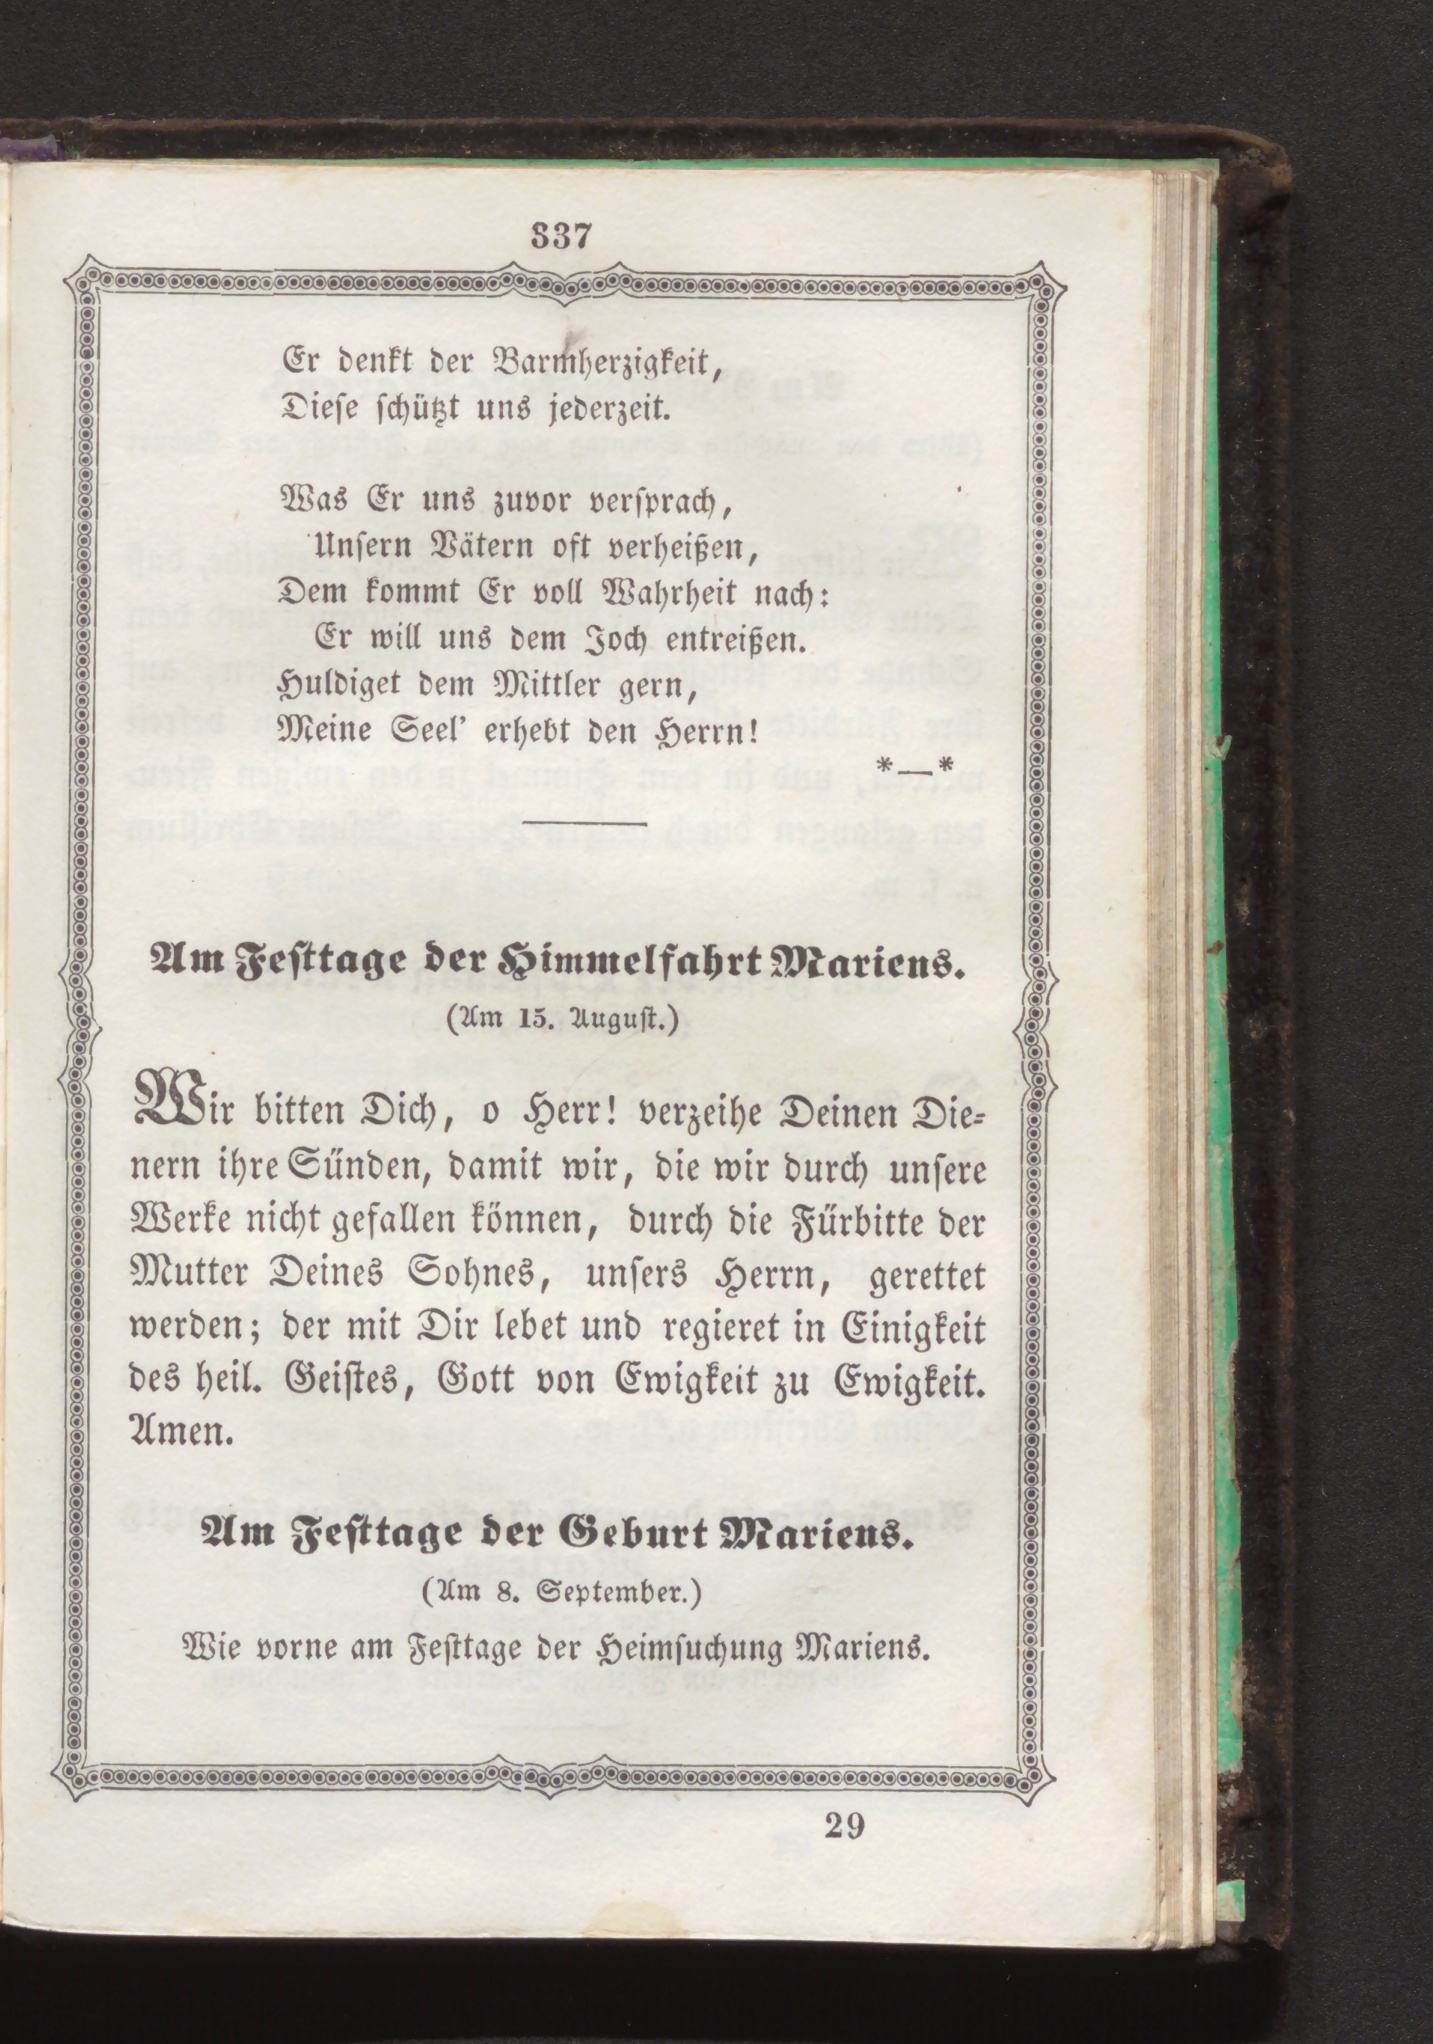 337
Er denkt der Barmherzigkeit,
Diese schützt uns jederzeit.
Was Er uns zuvor versprach,
Unsern Vätern oft verheißen,
Dem kommt Er voll Wahrheit nach:
Er will uns dem Joch entreißen.
Huldiget dem Mittler gern,
Meine Seel’ erhebt den Herrn!
*—*
Am Festtage der Himmelfahrt Mariens.
(Am 15. August.)
Wir bitten Dich, o Herr! verzeihe Deinen Die-
nern ihre Sünden, damit wir, die wir durch unsere
Werke nicht gefallen können, durch die Fürbitte der
Mutter Deines Sohnes, unsers Herrn, gerettet
werden; der mit Dir lebet und regieret in Einigkeit
des heil. Geistes, Gott von Ewigkeit zu Ewigkeit.
Amen.
Am Festtage der Geburt Mariens.
(Am 8. September.)
Wie vorne am Festtage der Heimsuchung Mariens.
29